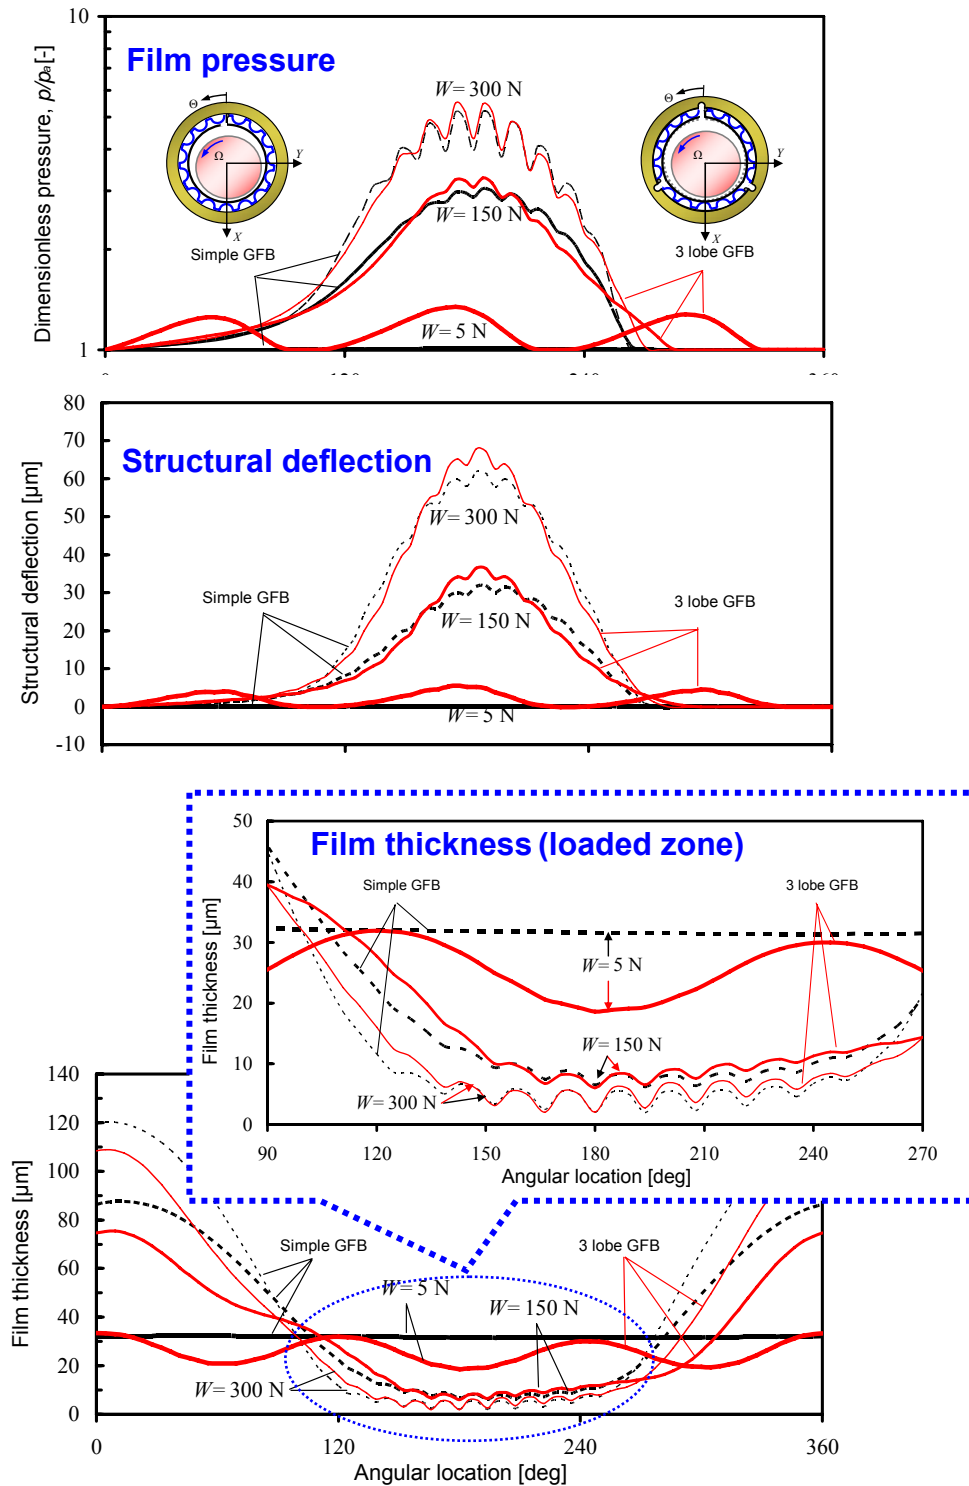 10
Film pressure
Dimensionless pressure, p/pa[-]
W= 300 N
Θ
Ω
Y
X
Θ
Ω
Y
X
W= 150 N
Simple GFB
3 lobe GFB
W= 5 N
1
80
70
60
50
40
30
20
10
0
-10
Structural deflection
Structural deflection [µm]
W= 300 N
Simple GFB
3 lobe GFB
W= 150 N
W= 5 N
50
40
30
20
10
0
Film thickness (loaded zone)
Film thickness [µm]
Simple GFB
3 lobe GFB
W= 5 N
W= 150 N
W= 300 N
90 120 150 180 210 240 270
Angular location [deg]
140
120
100
80
60
40
20
0
Film thickness [µm]
Simple GFB
3 lobe GFB
W= 5 N
W= 150 N
W= 300 N
0 120 240 360
Angular location [deg]